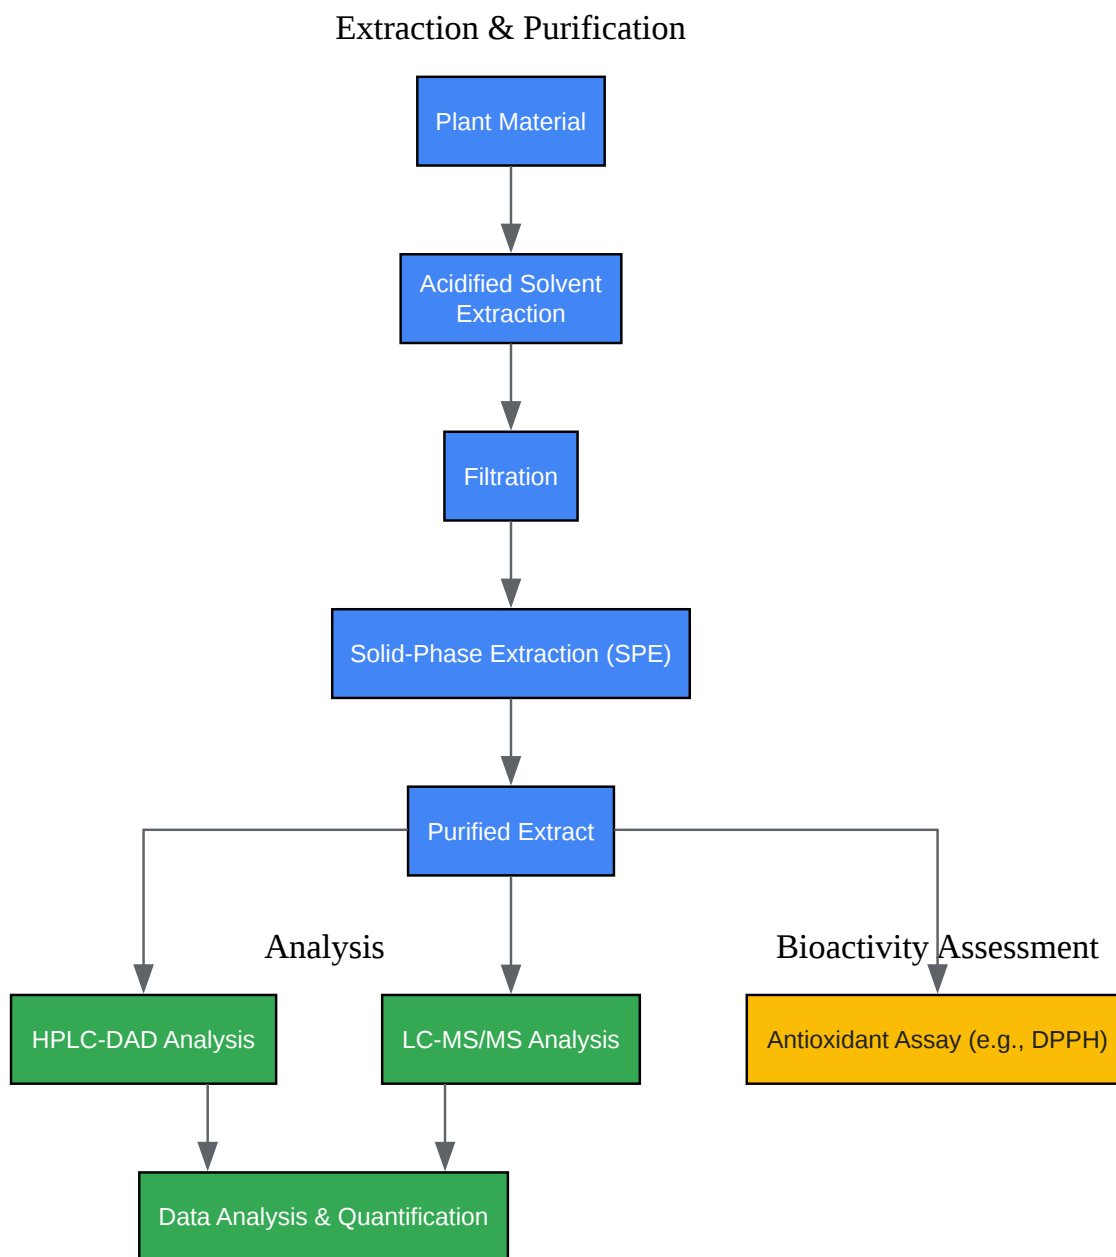 Extraction & Purification
Plant Material
Acidified Solvent
Extraction
Filtration
Solid-Phase Extraction (SPE)
Purified Extract
Analysis
Bioactivity Assessment
HPLC-DAD Analysis
LC-MS/MS Analysis
Antioxidant Assay (e.g., DPPH)
Data Analysis & Quantification